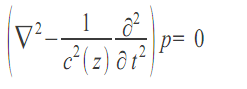 (∇² − 1/c²(z) ∂²/∂t²) p = 0